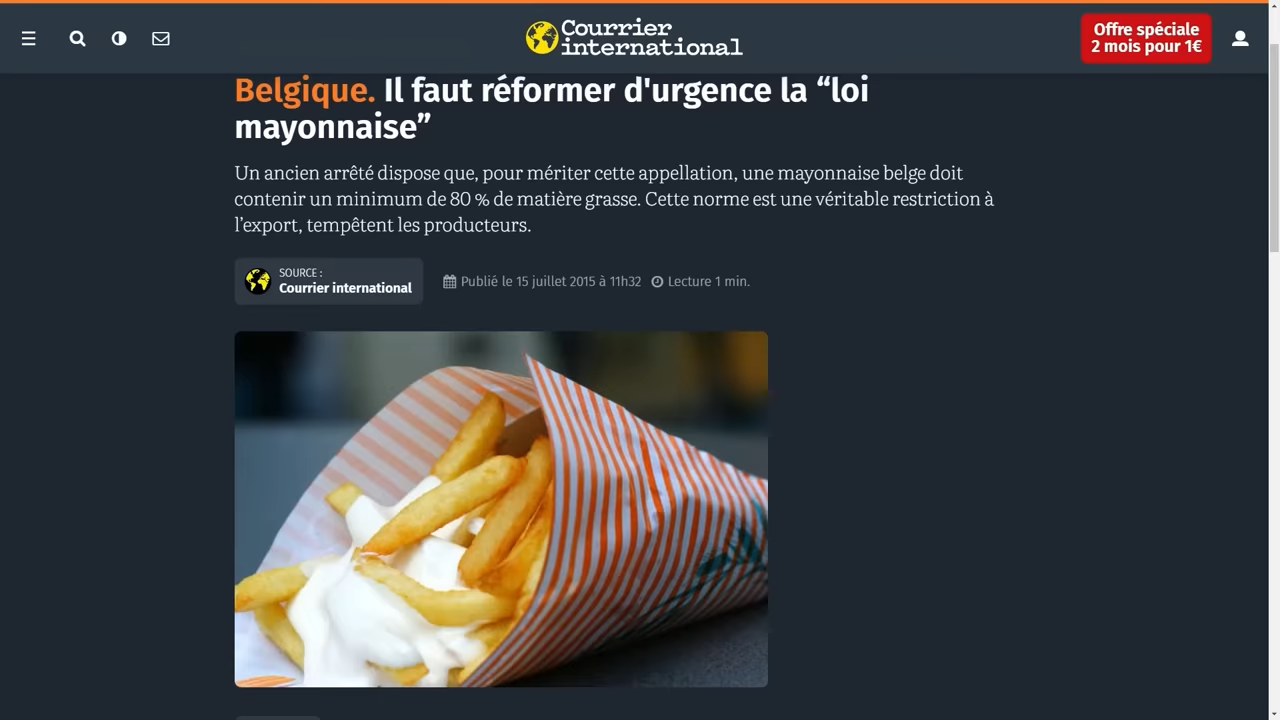 Courrier
international
Offre spéciale
2 mois pour 1€
Belgique. Il faut réformer d'urgence la “loi
mayonnaise”
Un ancien arrêté dispose que, pour mériter cette appellation, une mayonnaise belge doit
contenir un minimum de 80 % de matière grasse. Cette norme est une véritable restriction à
l’export, tempêtent les producteurs.
SOURCE :
Courrier international
Publié le 15 juillet 2015 à 11h32
Lecture 1 min.